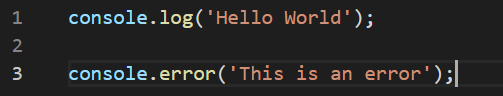 1 console.log('Hello World');
2
3 console.error('This is an error');